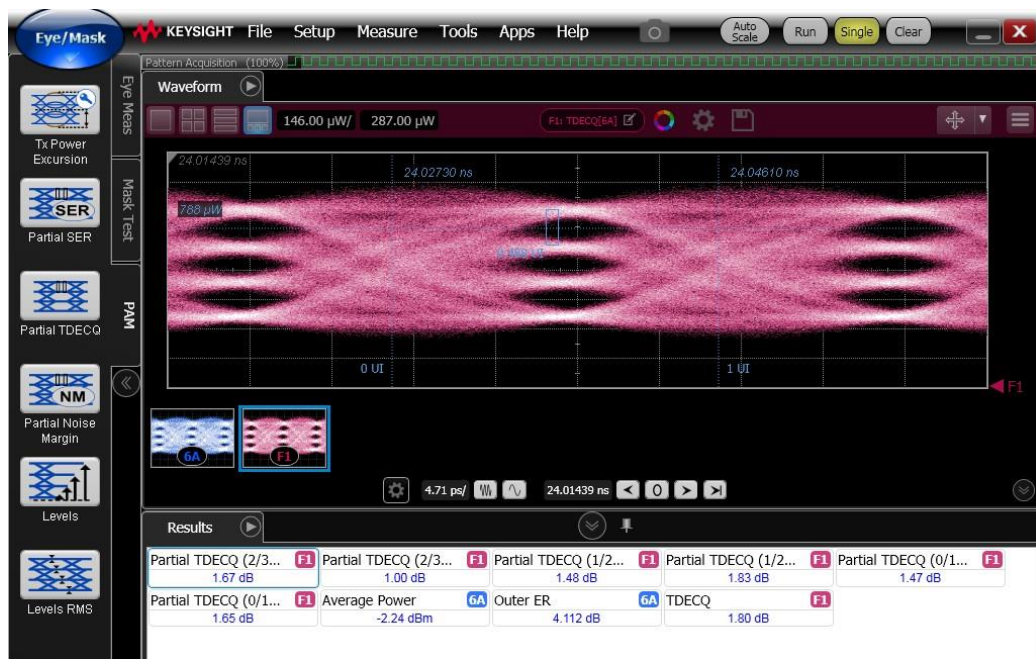 Eye/Mask
KEYSIGHT File Setup Measure Tools Apps Help
Auto Scale
Run
Single
Clear
Pattern Acquisition (100%)
Waveform
146.00 μW/ 287.00 μW
F1: TDECQ[6A]
Tx Power
Excursion
SER
Partial SER
Partial TDECQ
NM
Partial Noise
Margin
Levels
Levels RMS
Eye Meas
Mask Test
PAM
24.01439 ns
24.02730 ns
24.04610 ns
788 μW
0 UI
1 UI
F1
6A
F1
4.71 ps/
24.01439 ns
0
Results
Partial TDECQ (2/3... F1
1.67 dB
Partial TDECQ (2/3... F1
1.00 dB
Partial TDECQ (1/2... F1
1.48 dB
Partial TDECQ (1/2... F1
1.83 dB
Partial TDECQ (0/1... F1
1.47 dB
Partial TDECQ (0/1... F1
1.65 dB
Average Power 6A
-2.24 dBm
Outer ER 6A
4.112 dB
TDECQ F1
1.80 dB